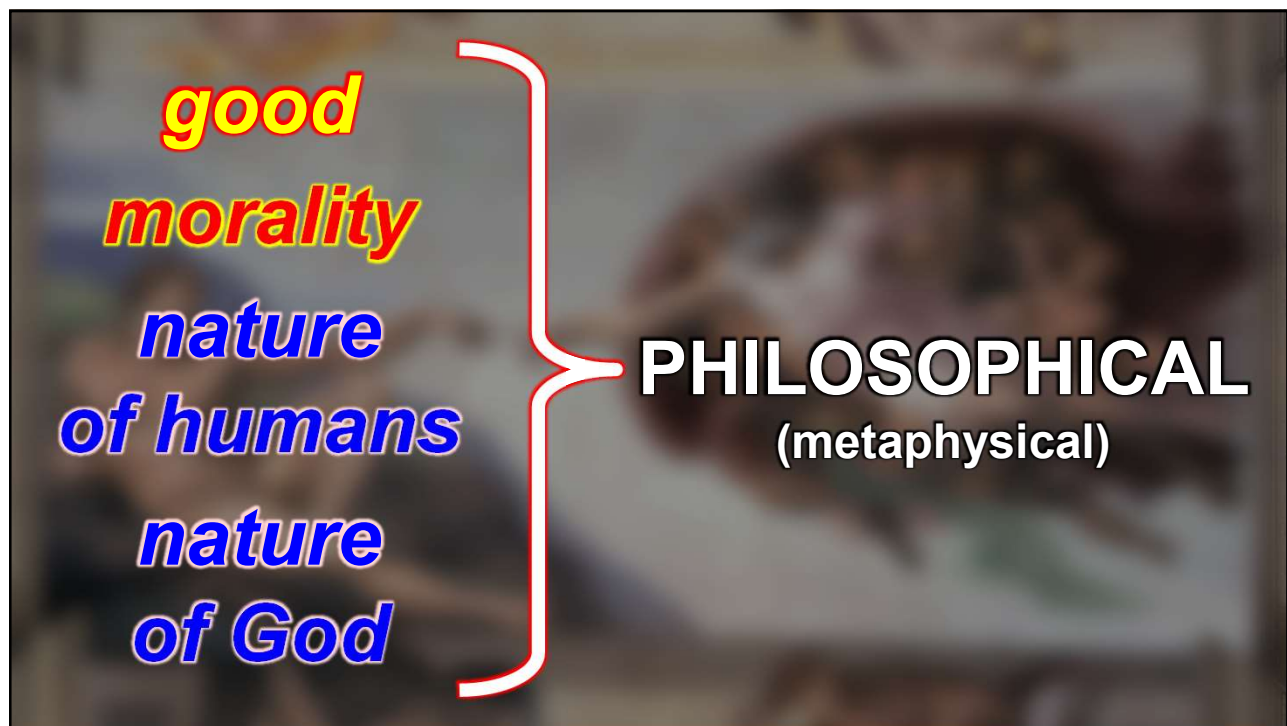 good
morality
nature
of humans
nature
of God
PHILOSOPHICAL
(metaphysical)